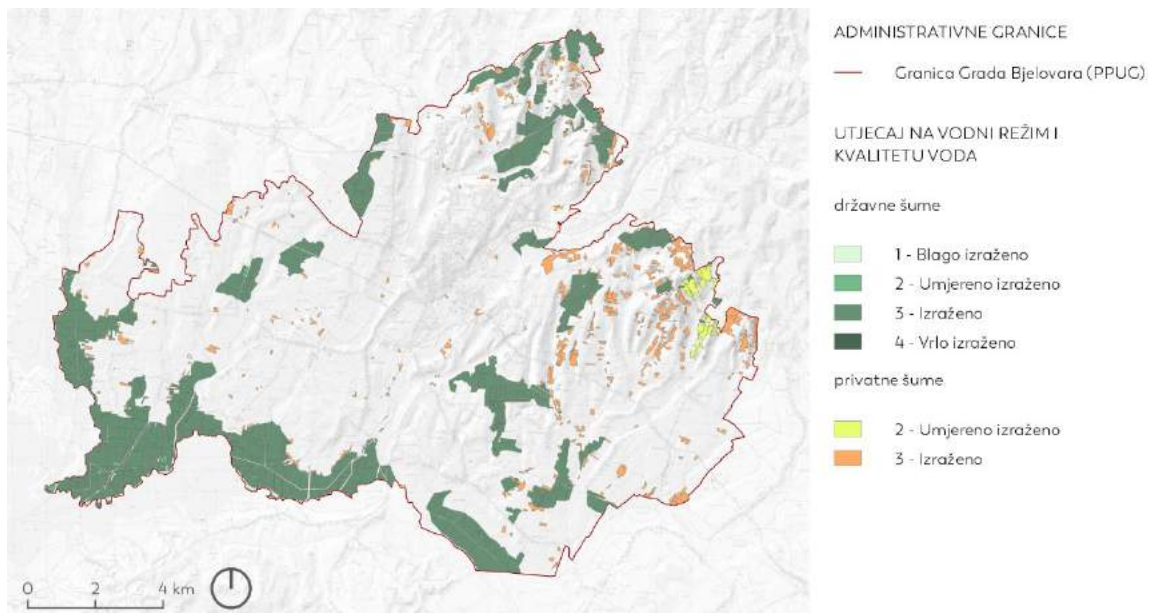 ADMINISTRATIVNE GRANICE
Granica Grada Bjelovara (PPUG)
UTJECAJ NA VODNI REŽIM I
KVALITETU VODA
državne šume
1 - Blago izraženo
2 - Umjereno izraženo
3 - Izraženo
4 - Vrlo izraženo
privatne šume
2 - Umjereno izraženo
3 - Izraženo
0 2 4 km